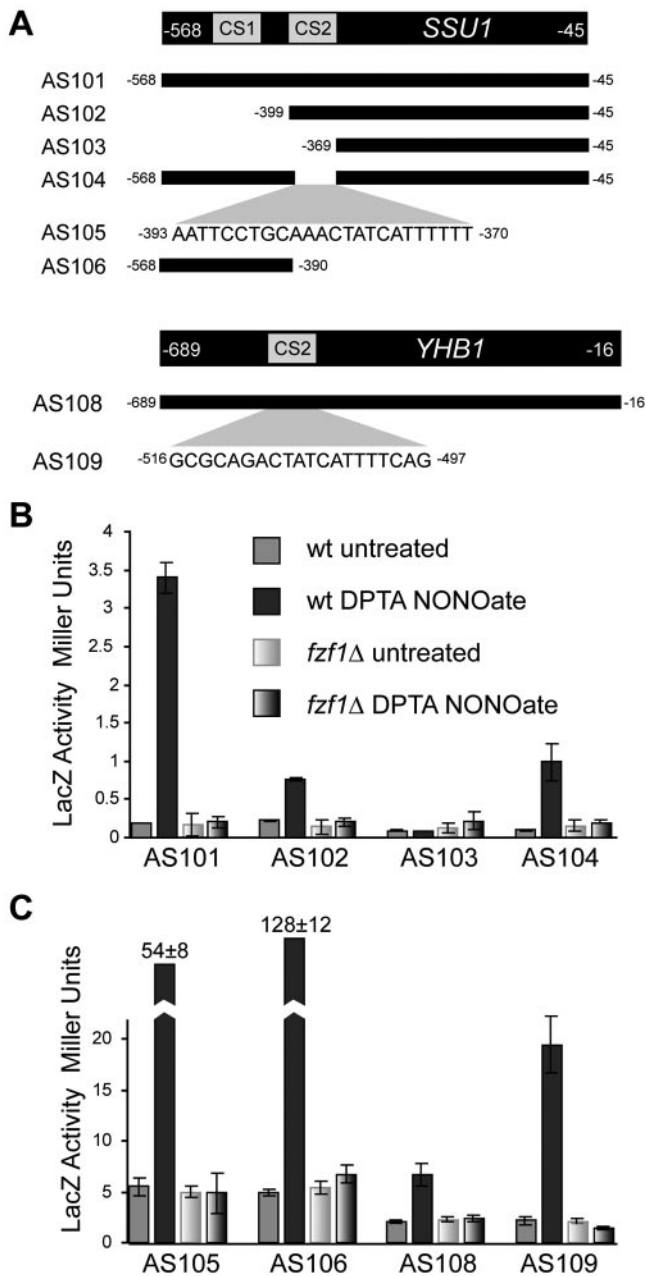 A
-568 CS1 CS2 SSU1 -45
AS101 -568 -45
AS102 -399 -45
AS103 -369 -45
AS104 -568 -45
AS105 -393 AATTCCTGCAAACTATCATTTTTT -370
AS106 -568 -390
-689 CS2 YHB1 -16
AS108 -689 -16
AS109 -516 GCGCAGACTATCATTTTCAG -497
B
LacZ Activity Miller Units
4
3.5
3
2.5
2
1.5
1
0.5
0
wt untreated
wt DPTA NONOate
fzf1Δ untreated
fzf1Δ DPTA NONOate
AS101 AS102 AS103 AS104
C
LacZ Activity Miller Units
54±8 128±12
20
15
10
5
0
AS105 AS106 AS108 AS109